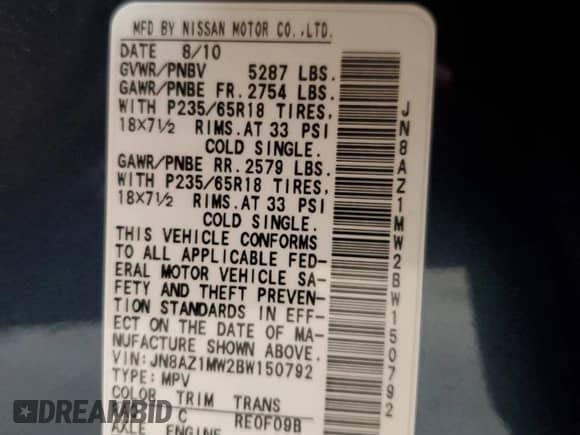 MFD BY NISSAN MOTOR CO.,LTD.
DATE 8/10
GVWR/PNBV 5287 LBS.
GAWR/PNBE FR. 2754 LBS.
WITH P235/65R18 TIRES,
18×7½ RIMS.AT 33 PSI
COLD SINGLE.
GAWR/PNBE RR. 2579 LBS.
WITH P235/65R18 TIRES,
18×7½ RIMS.AT 33 PSI
COLD SINGLE.
THIS VEHICLE CONFORMS
TO ALL APPLICABLE FED-
ERAL MOTOR VEHICLE SA-
FETY AND THEFT PREVEN-
TION STANDARDS IN EFF-
ECT ON THE DATE OF MA-
NUFACTURE SHOWN ABOVE.
VIN: JN8AZ1MW2BW150792
TYPE: MPV
COLOR TRIM TRANS
C RE0F09B
AXLE ENGINE
JN8AZ1MW2BW150792
DREAMBID